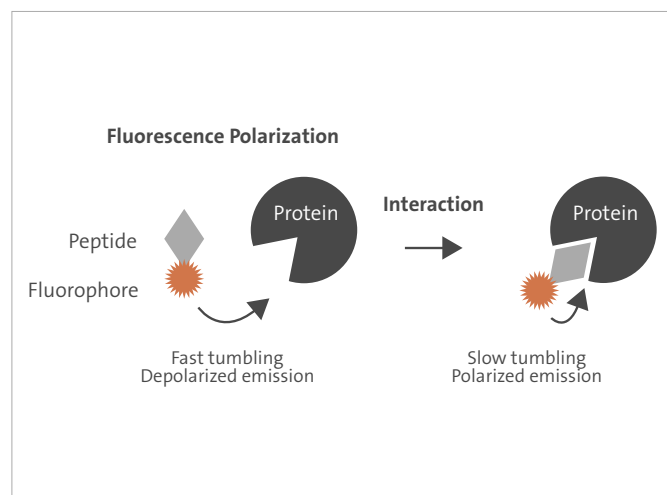 Fluorescence Polarization
Protein
Peptide
Fluorophore
Fast tumbling
Depolarized emission
Interaction
Protein
Slow tumbling
Polarized emission